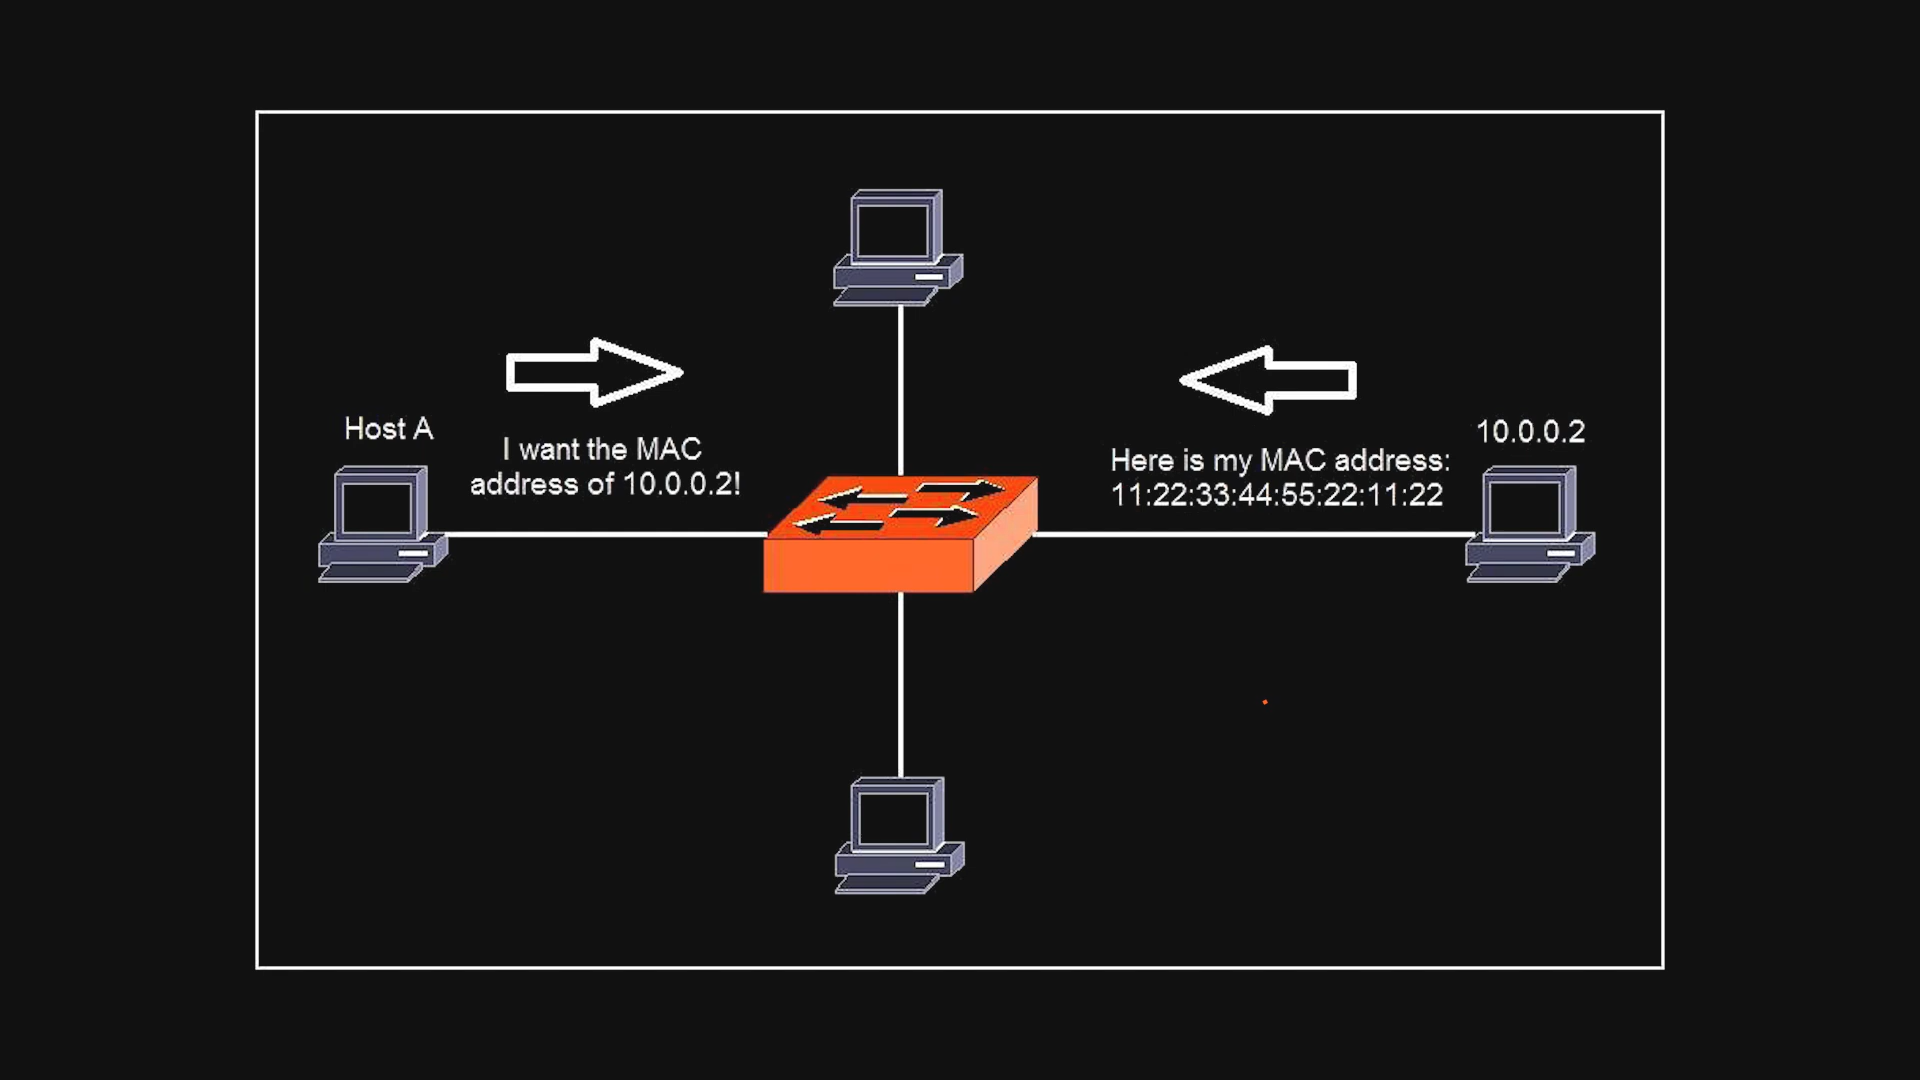 Host A
I want the MAC
address of 10.0.0.2!
Here is my MAC address:
11:22:33:44:55:22:11:22
10.0.0.2